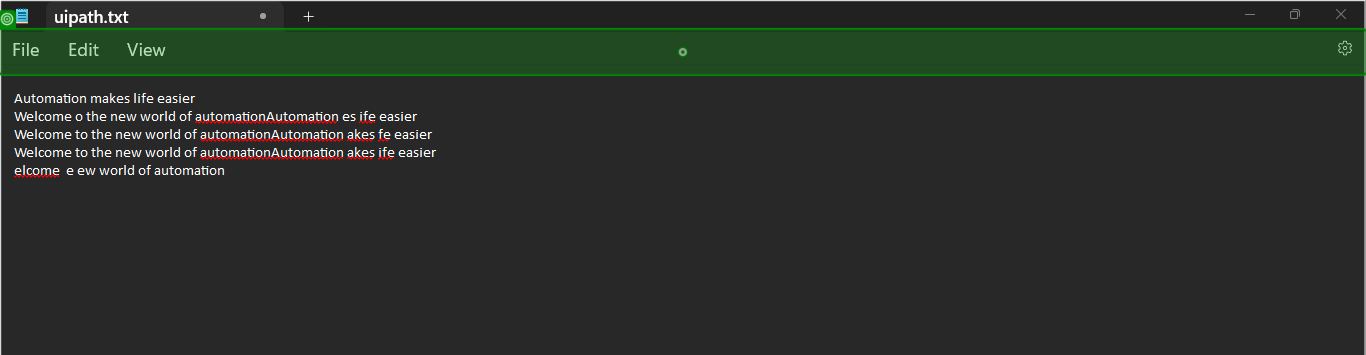 uipath.txt
File Edit View
Automation makes life easier
Welcome o the new world of automationAutomation es ife easier
Welcome to the new world of automationAutomation akes fe easier
Welcome to the new world of automationAutomation akes ife easier
elcome  e ew world of automation